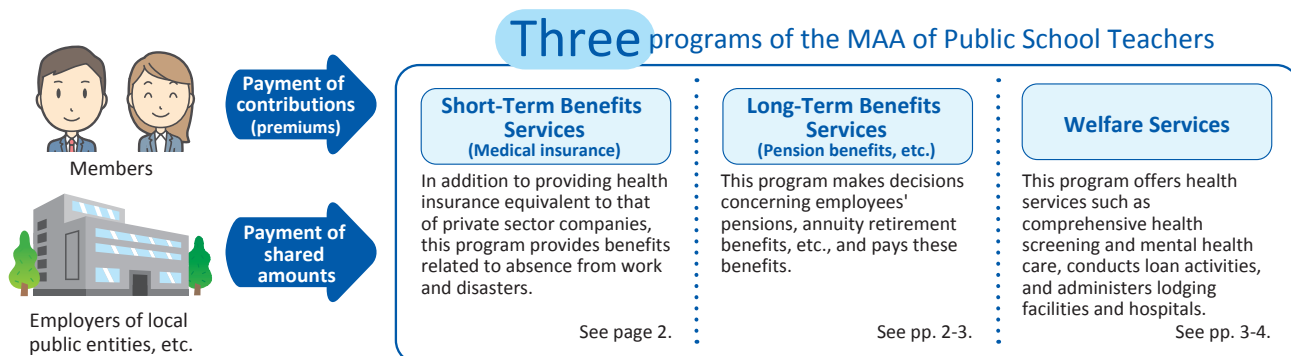 Three programs of the MAA of Public School Teachers
Members
Payment of
contributions
(premiums)
Employers of local
public entities, etc.
Payment of
shared
amounts
Short-Term Benefits
Services
(Medical insurance)
In addition to providing health
insurance equivalent to that
of private sector companies,
this program provides benefits
related to absence from work
and disasters.
See page 2.
Long-Term Benefits
Services
(Pension benefits, etc.)
This program makes decisions
concerning employees'
pensions, annuity retirement
benefits, etc., and pays these
benefits.
See pp. 2-3.
Welfare Services
This program offers health
services such as
comprehensive health
screening and mental health
care, conducts loan activities,
and administers lodging
facilities and hospitals.
See pp. 3-4.